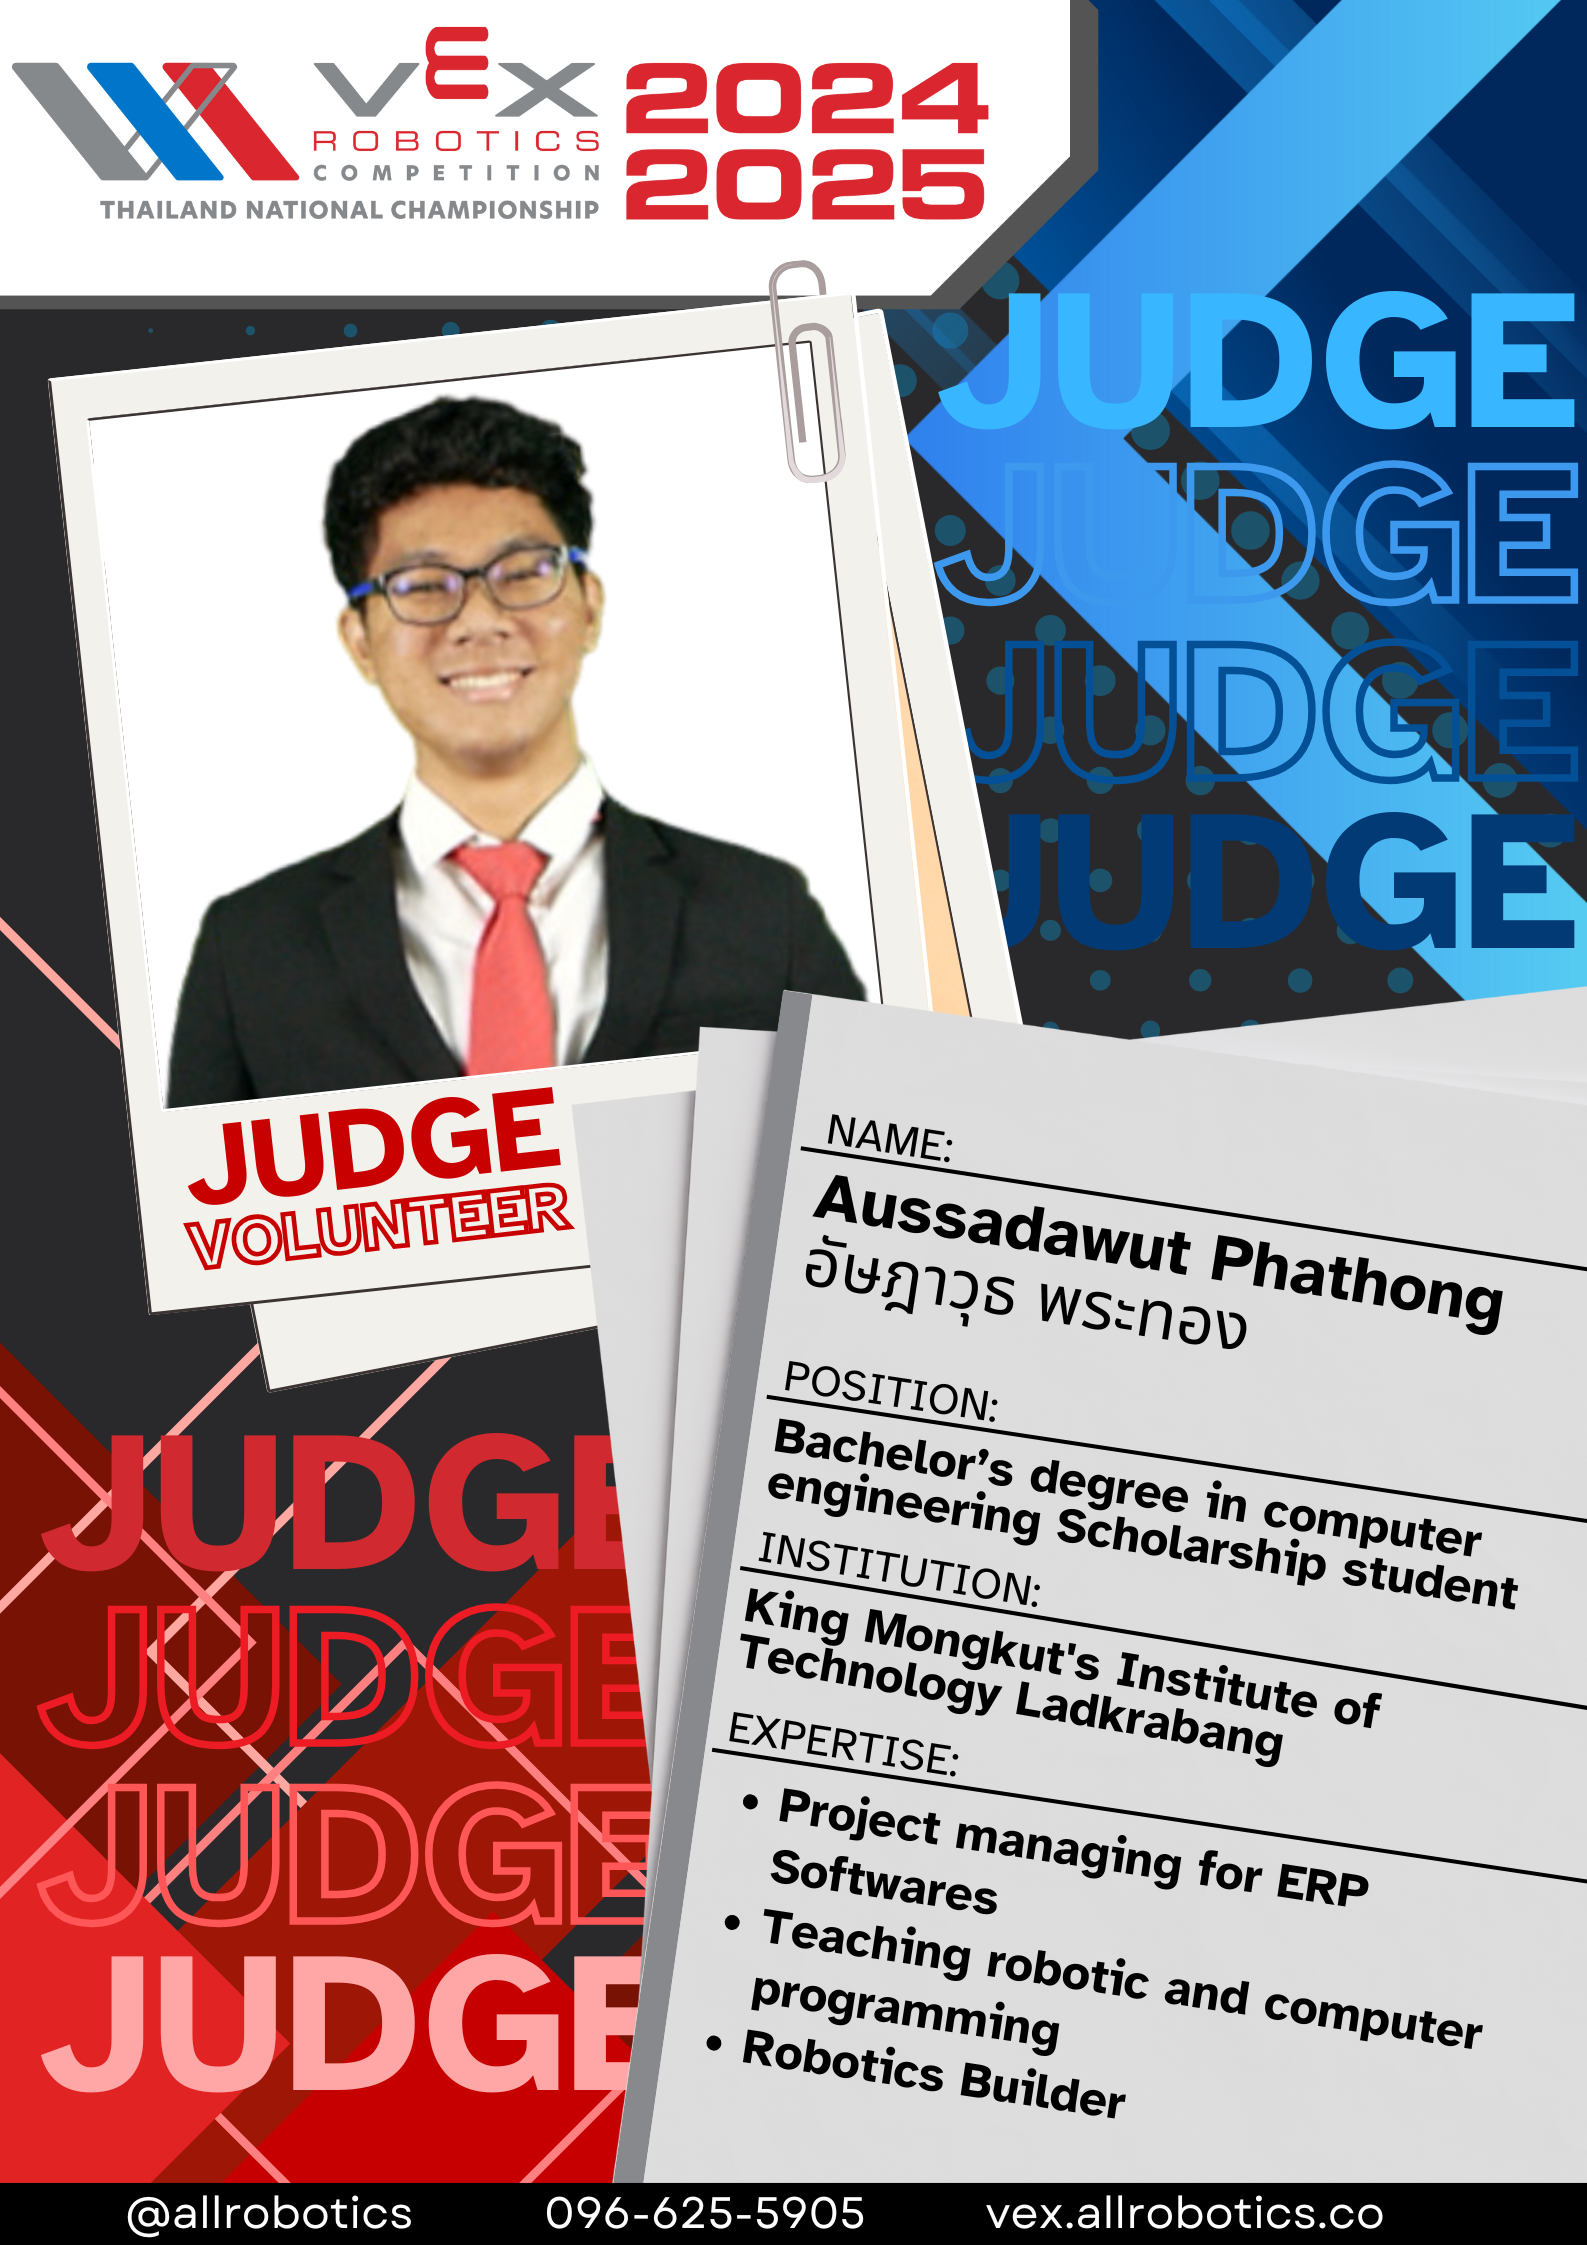 VEX
ROBOTICS
COMPETITION
THAILAND NATIONAL CHAMPIONSHIP
2024
2025
JUDGE
JUDGE
JUDGE
JUDGE
JUDGE
VOLUNTEER
NAME:
Aussadawut Phathong
อัษฎาวุธ พระทอง
POSITION:
Bachelor’s degree in computer
engineering Scholarship student
INSTITUTION:
King Mongkut's Institute of
Technology Ladkrabang
EXPERTISE:
• Project managing for ERP
Softwares
• Teaching robotic and computer
programming
• Robotics Builder
JUDGE
JUDGE
JUDGE
JUDGE
@allrobotics 096-625-5905 vex.allrobotics.co